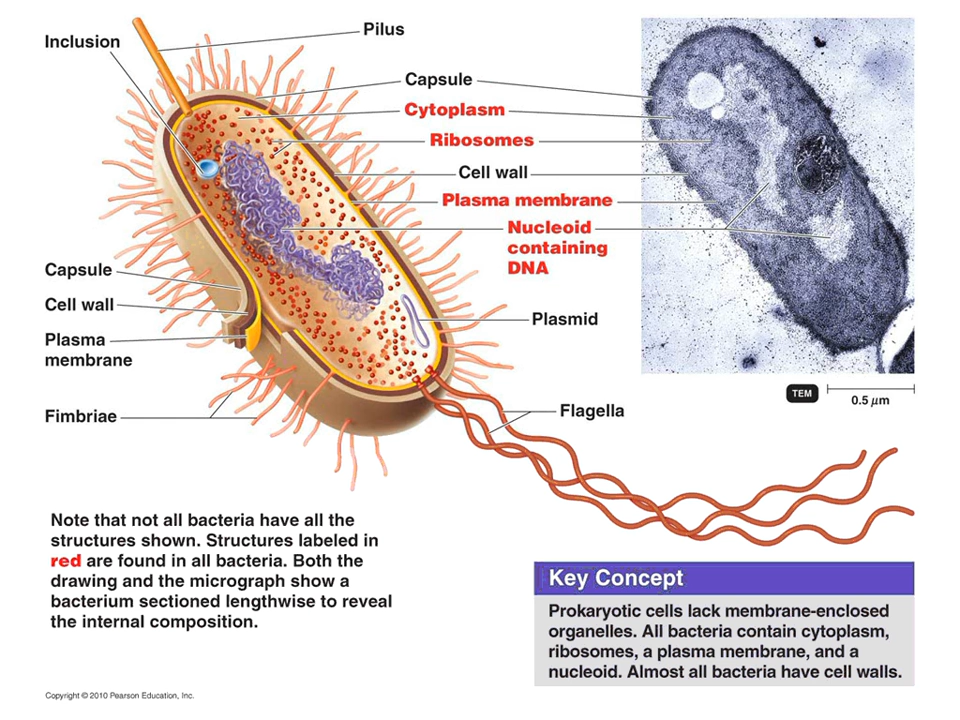 Pilus
Inclusion
Capsule
Cytoplasm
Ribosomes
Cell wall
Plasma membrane
Nucleoid
containing
DNA
Capsule
Cell wall
Plasma
membrane
Plasmid
Fimbriae
Flagella
TEM
0.5 μm
Note that not all bacteria have all the
structures shown. Structures labeled in
red are found in all bacteria. Both the
drawing and the micrograph show a
bacterium sectioned lengthwise to reveal
the internal composition.
Key Concept
Prokaryotic cells lack membrane-enclosed
organelles. All bacteria contain cytoplasm,
ribosomes, a plasma membrane, and a
nucleoid. Almost all bacteria have cell walls.
Copyright © 2010 Pearson Education, Inc.